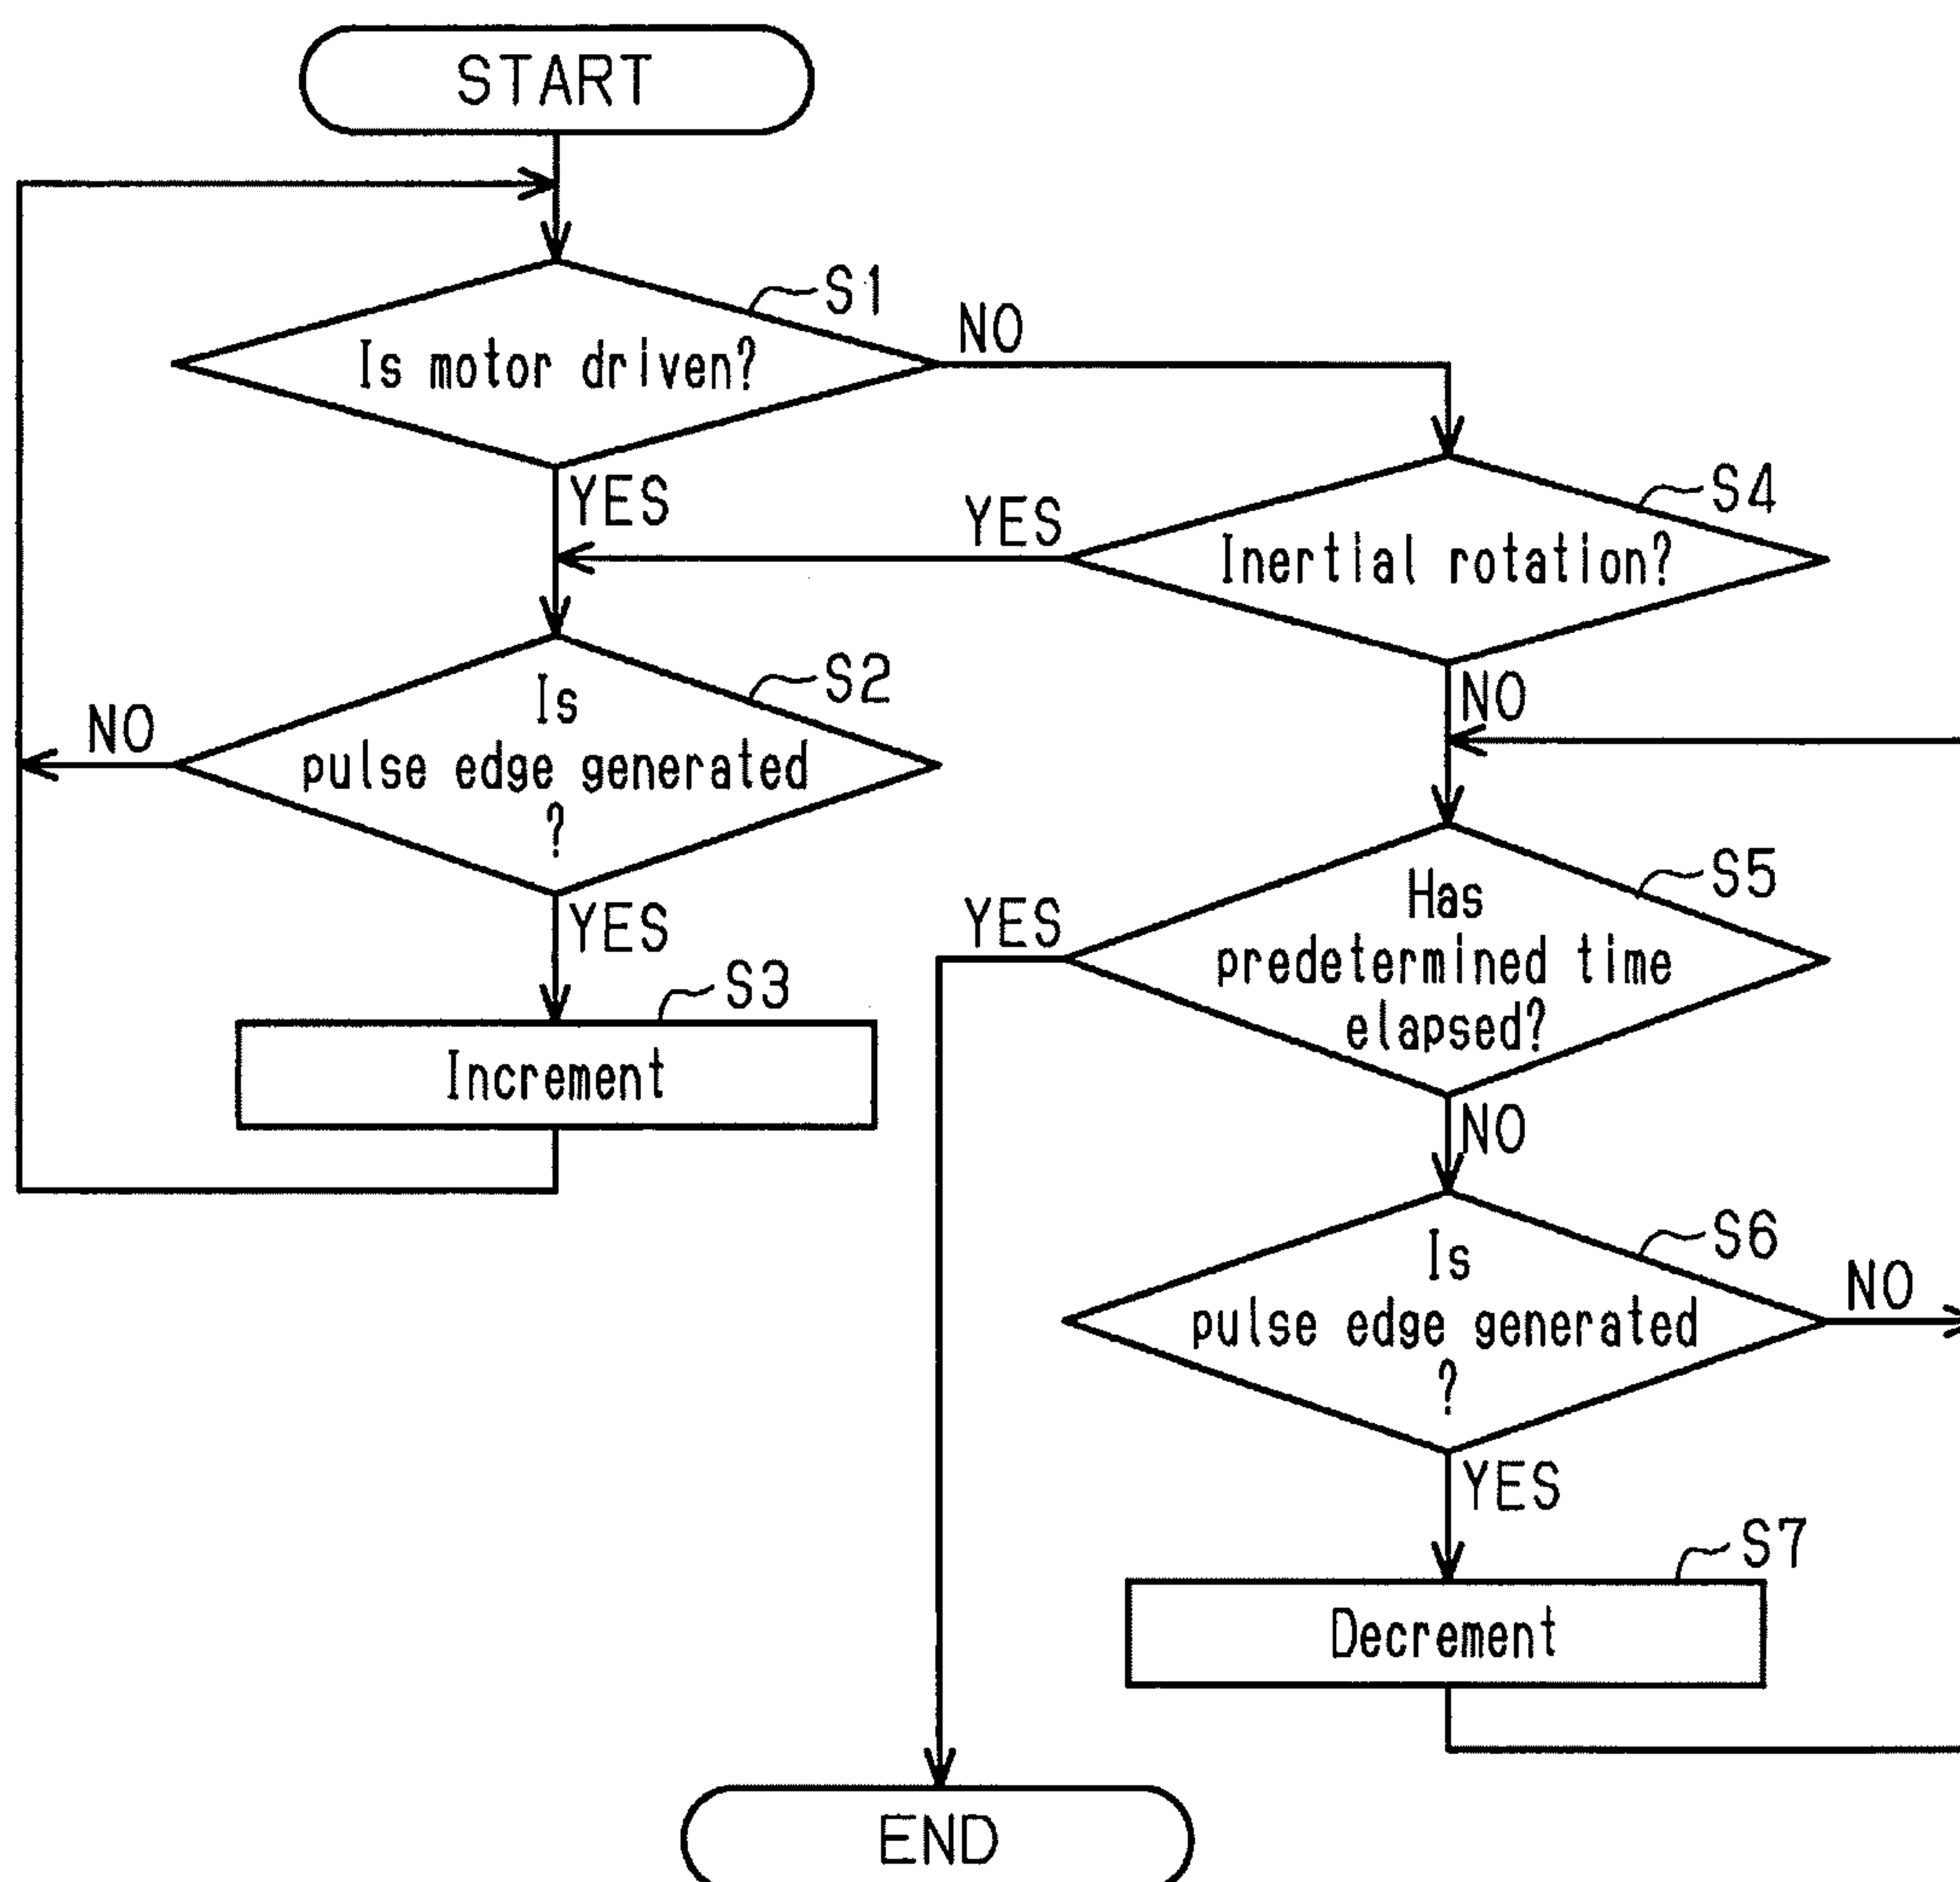 START
S1
Is motor driven?
NO
YES
S4
YES
Inertial rotation?
NO
S2
Is
pulse edge generated
?
NO
YES
S3
Increment
S5
Has
predetermined time
elapsed?
YES
NO
S6
Is
pulse edge generated
?
NO
YES
S7
Decrement
END